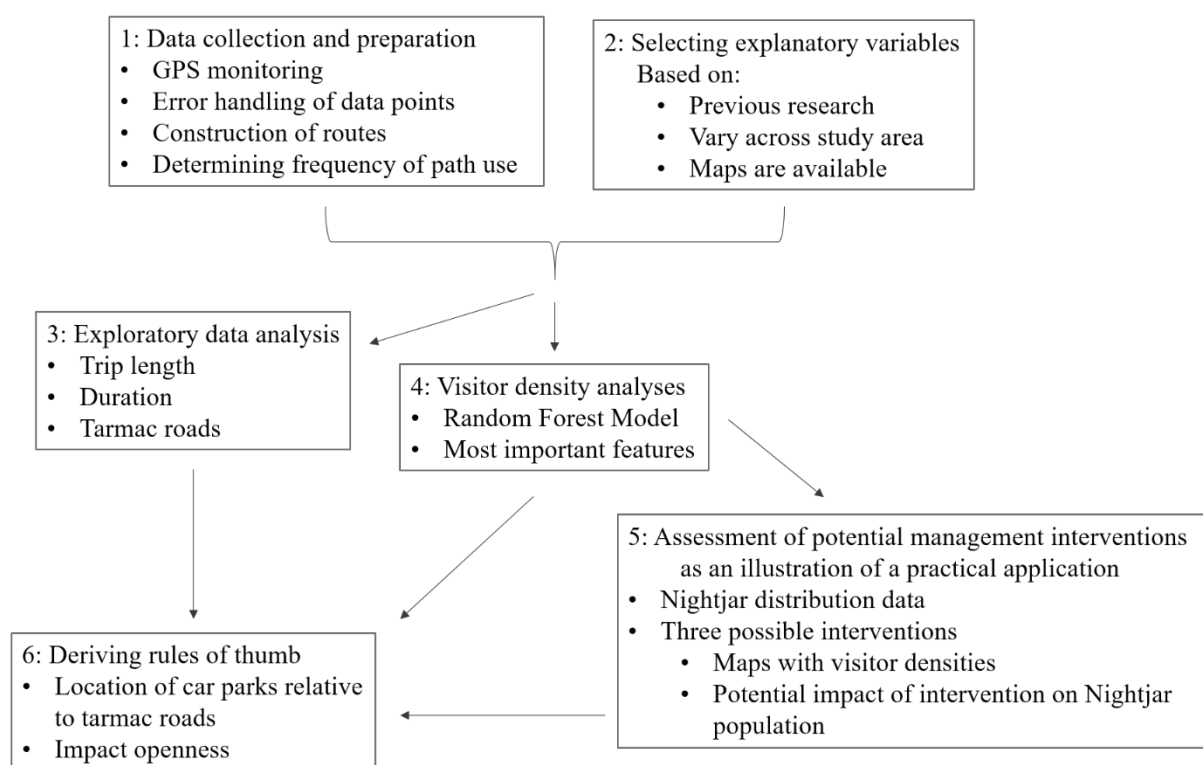 1: Data collection and preparation
• GPS monitoring
• Error handling of data points
• Construction of routes
• Determining frequency of path use
2: Selecting explanatory variables
Based on:
• Previous research
• Vary across study area
• Maps are available
3: Exploratory data analysis
• Trip length
• Duration
• Tarmac roads
4: Visitor density analyses
• Random Forest Model
• Most important features
5: Assessment of potential management interventions
as an illustration of a practical application
• Nightjar distribution data
• Three possible interventions
• Maps with visitor densities
• Potential impact of intervention on Nightjar
population
6: Deriving rules of thumb
• Location of car parks relative
to tarmac roads
• Impact openness